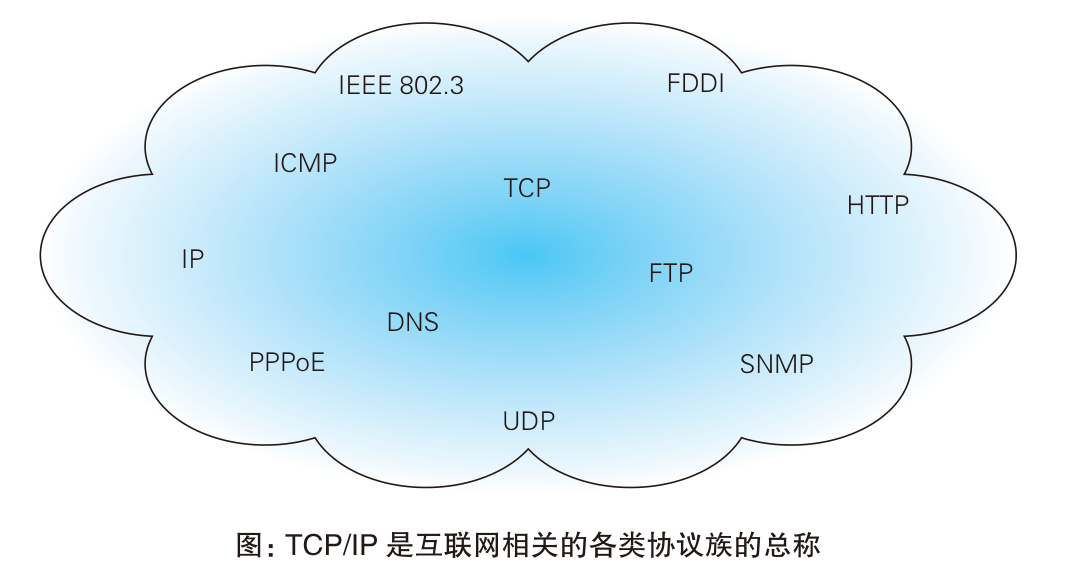 IEEE 802.3
FDDI
ICMP
TCP
HTTP
IP
FTP
DNS
PPPoE
SNMP
UDP
图：TCP/IP 是互联网相关的各类协议族的总称